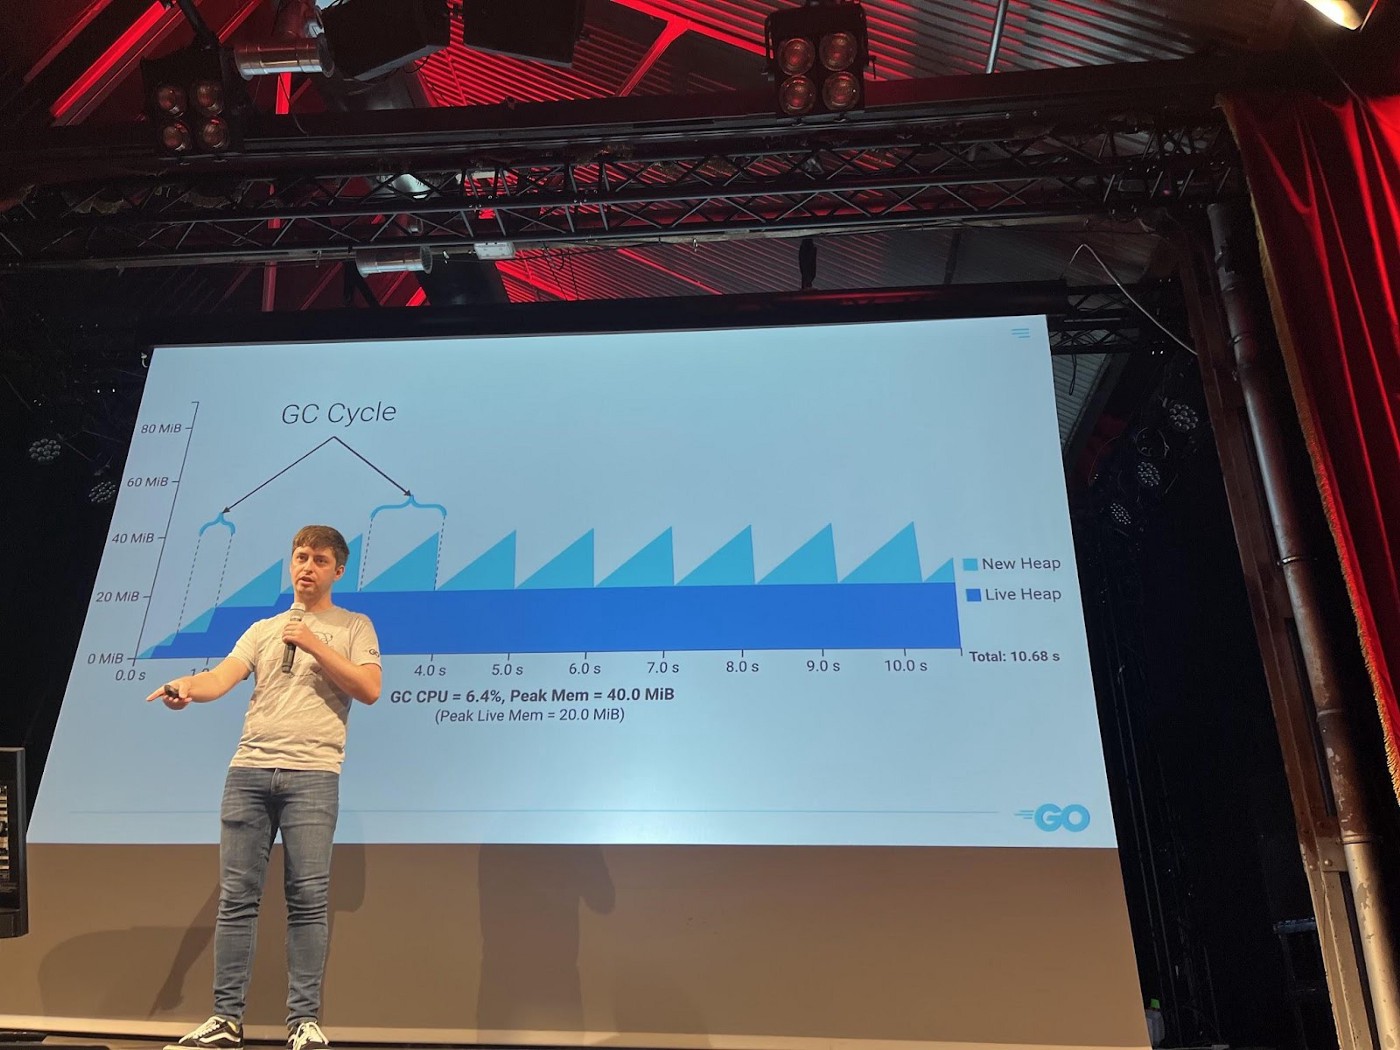 GC Cycle
80 MiB
60 MiB
40 MiB
20 MiB
0 MiB
New Heap
Live Heap
0.0 s
4.0 s
5.0 s
6.0 s
7.0 s
8.0 s
9.0 s
10.0 s
Total: 10.68 s
GC CPU = 6.4%, Peak Mem = 40.0 MiB
(Peak Live Mem = 20.0 MiB)
GO